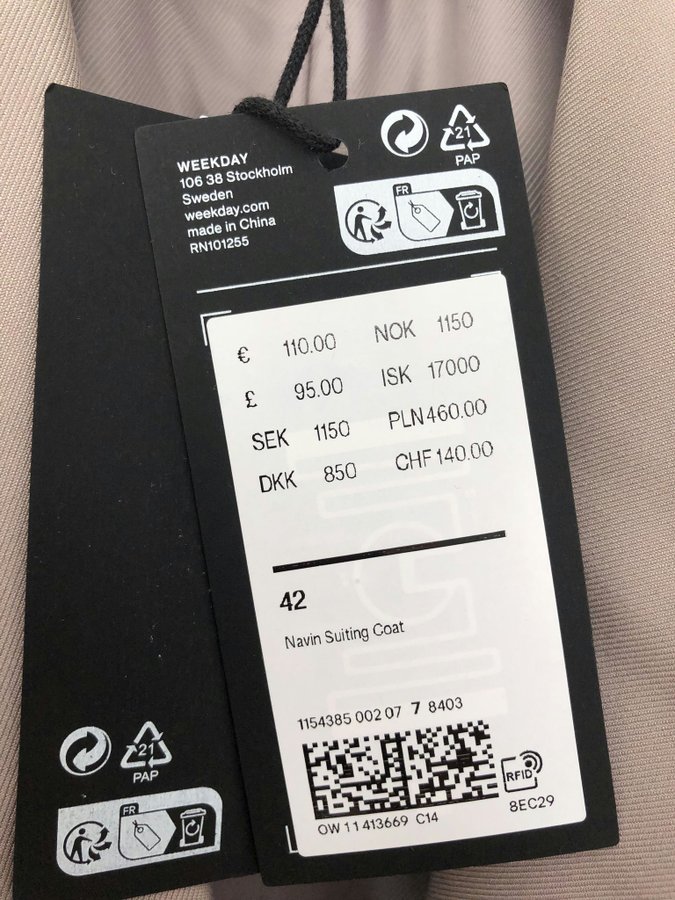 WEEKDAY
106 38 Stockholm
Sweden
weekday.com
made in China
RN101255
21
PAP
FR
€ 110.00 NOK 1150
£ 95.00 ISK 17000
SEK 1150 PLN 460.00
DKK 850 CHF 140.00
42
Navin Suiting Coat
1154385 002 07 7 8403
RFID
OW 11 413669 C14 8EC29
21
PAP
FR